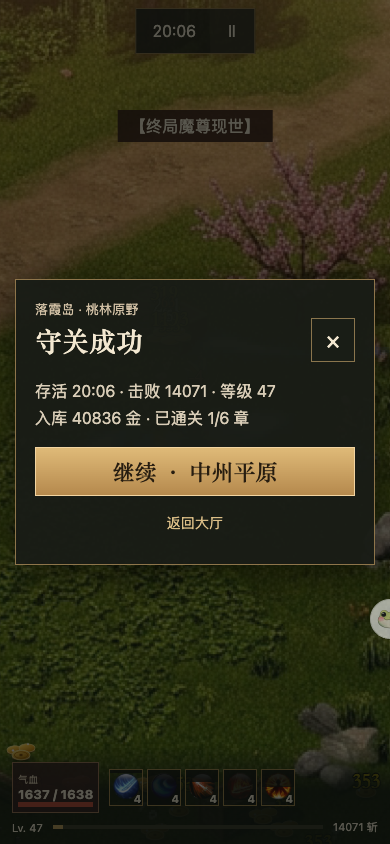 20:06 II
【终局魔尊现世】
落霞岛 · 桃林原野
守关成功
×
存活 20:06 · 击败 14071 · 等级 47
入库 40836 金 · 已通关 1/6 章
继续 · 中州平原
返回大厅
353
气血
1637 / 1638
4 4 4 4 4
Lv. 47
14071 斩